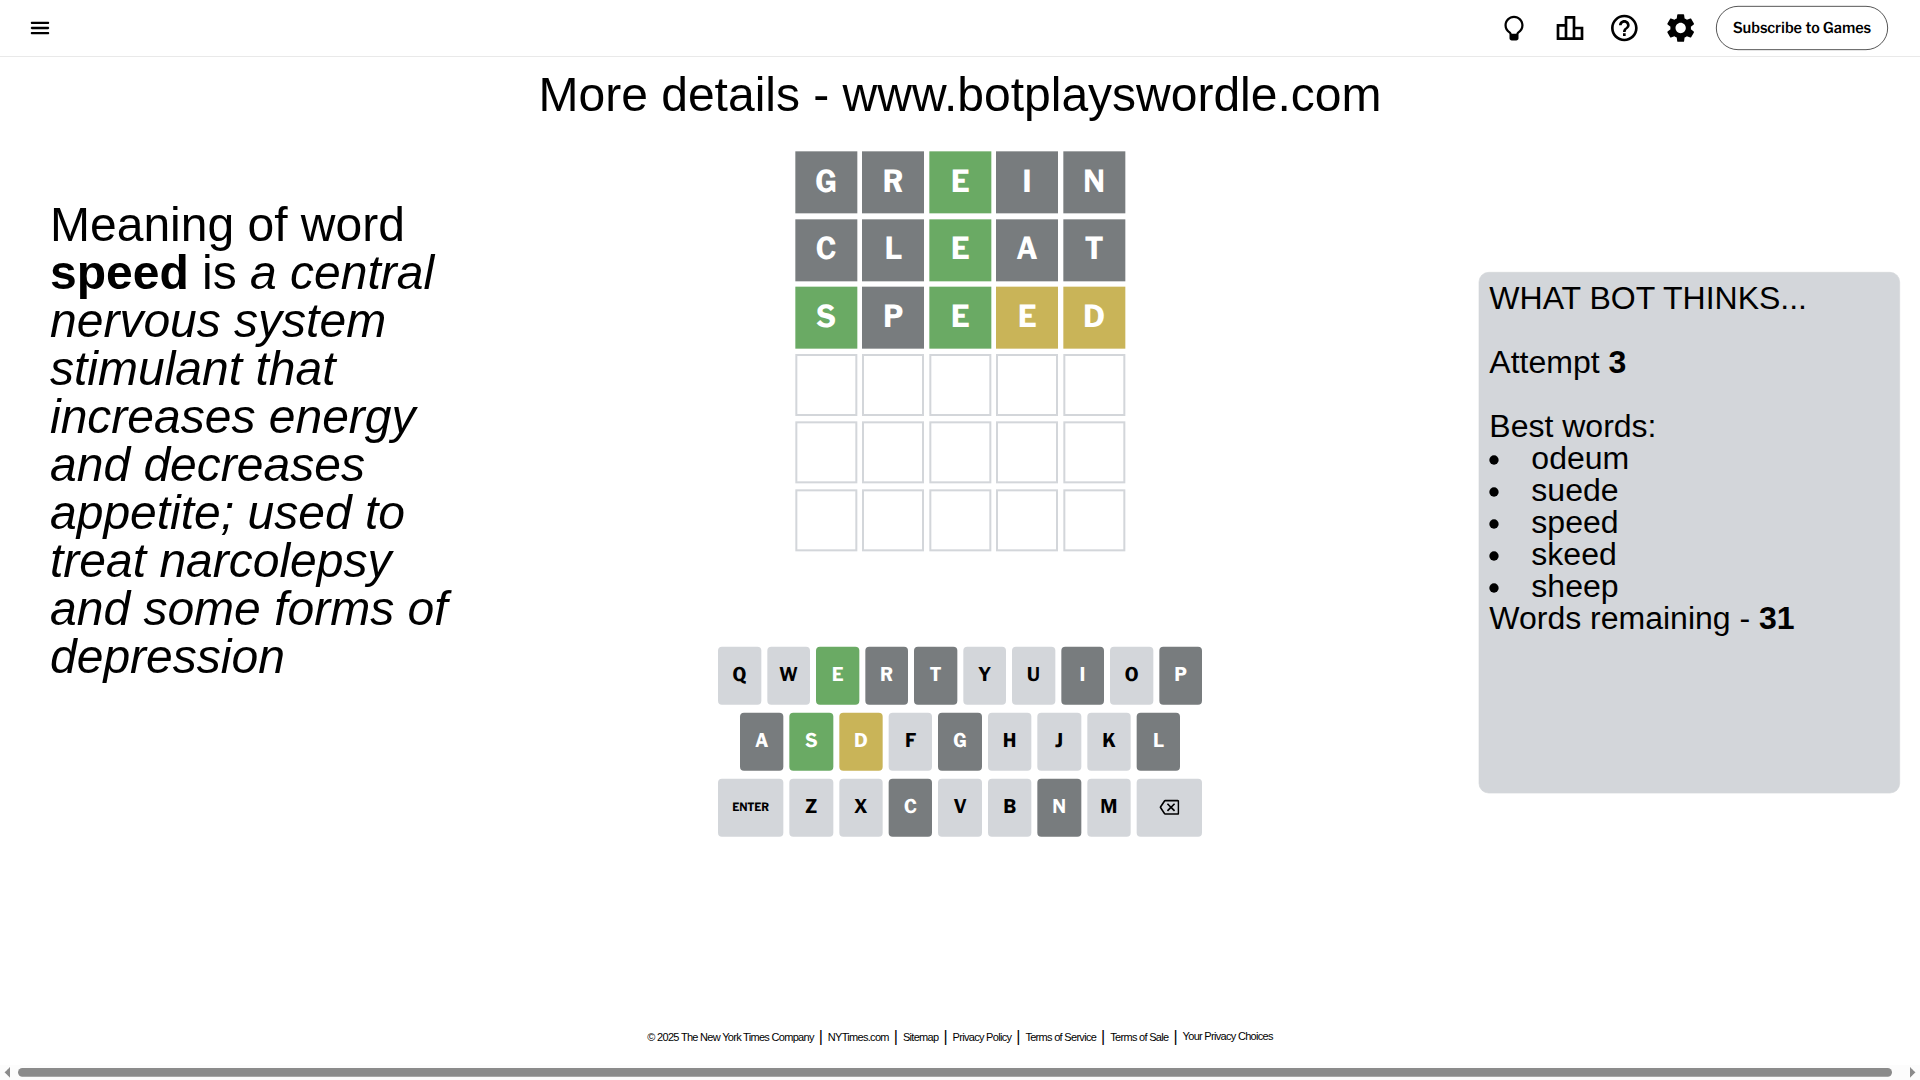 Subscribe to Games
More details - www.botplayswordle.com
Meaning of word
speed is a central
nervous system
stimulant that
increases energy
and decreases
appetite; used to
treat narcolepsy
and some forms of
depression
G R E I N
C L E A T
S P E E D
WHAT BOT THINKS...
Attempt 3
Best words:
• odeum
• suede
• speed
• skeed
• sheep
Words remaining - 31
Q W E R T Y U I O P
A S D F G H J K L
ENTER Z X C V B N M
© 2025 The New York Times Company | NYTimes.com | Sitemap | Privacy Policy | Terms of Service | Terms of Sale | Your Privacy Choices